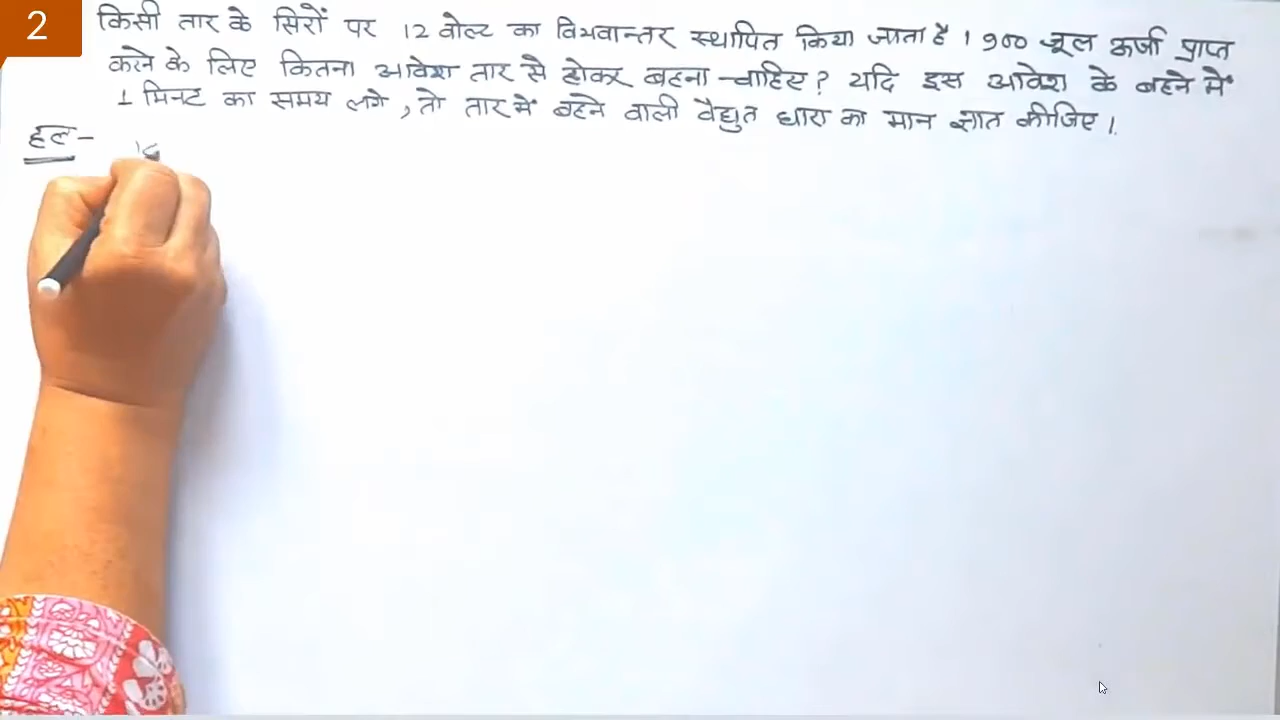 2
किसी तार के सिरों पर 12 वोल्ट का विभवान्तर स्थापित किया जाता है । 900 जूल ऊर्जा प्राप्त
करने के लिए कितना आवेश तार से होकर बहना चाहिए? यदि इस आवेश के बहने में
1 मिनट का समय लगे, तो तार में बहने वाली वैद्युत धारा का मान ज्ञात कीजिए।
हल-